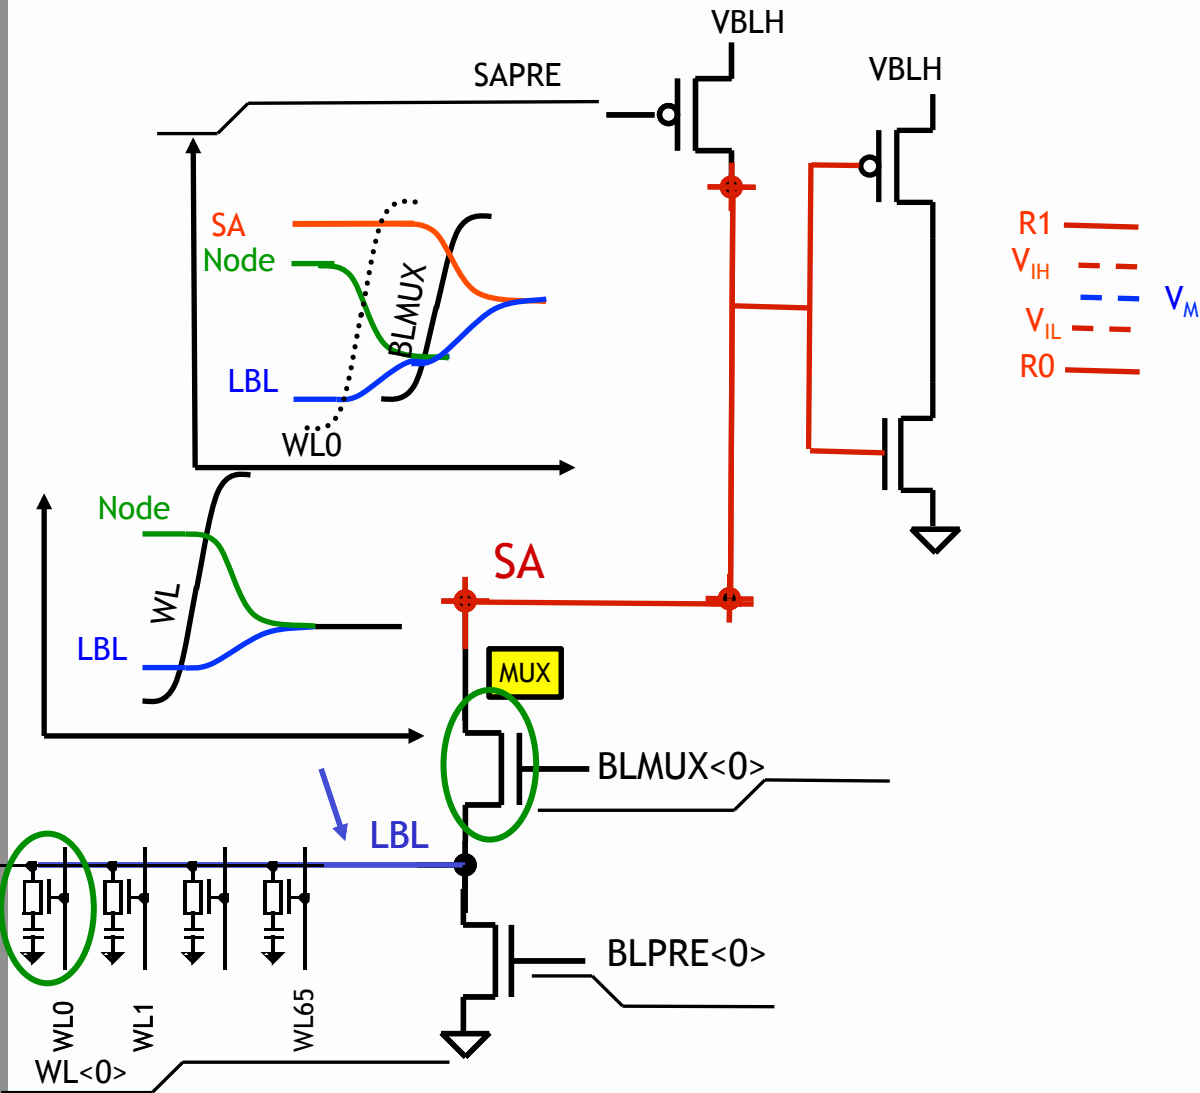 VBLH
SAPRE
VBLH
SA
Node
BLMUX
LBL
WL0
R1
VIH
VM
VIL
R0
Node
WL
LBL
SA
MUX
BLMUX<0>
LBL
BLPRE<0>
WL0
WL1
WL65
WL<0>